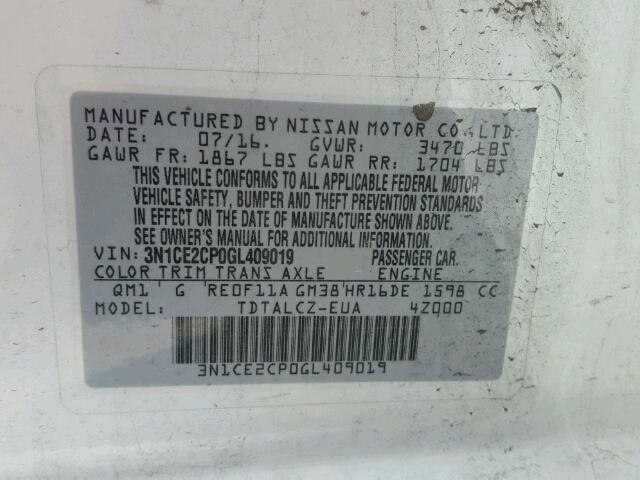 MANUFACTURED BY NISSAN MOTOR CO.,LTD.
DATE: 07/16. GVWR: 3470 LBS
GAWR FR: 1867 LBS GAWR RR: 1704 LBS
THIS VEHICLE CONFORMS TO ALL APPLICABLE FEDERAL MOTOR
VEHICLE SAFETY, BUMPER AND THEFT PREVENTION STANDARDS
IN EFFECT ON THE DATE OF MANUFACTURE SHOWN ABOVE.
SEE OWNER'S MANUAL FOR ADDITIONAL INFORMATION.
VIN: 3N1CE2CP0GL409019 PASSENGER CAR.
COLOR TRIM TRANS AXLE ENGINE
QM1 G RE0F11A GM38 HR16DE 1598 CC
MODEL: TDTALCZ-EUA 4Z000
3N1CE2CP0GL409019